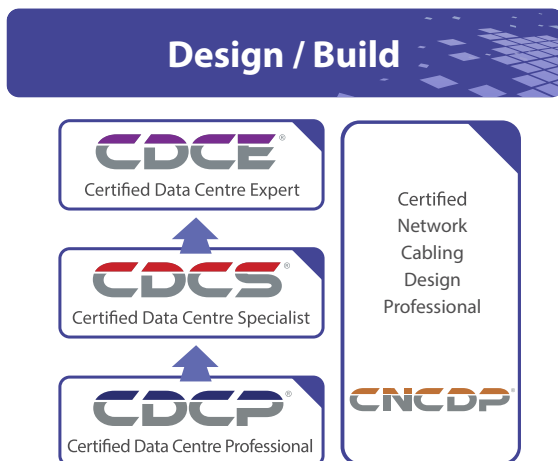 Design / Build
CDCE®
Certified Data Centre Expert
CDCS®
Certified Data Centre Specialist
CDCP®
Certified Data Centre Professional
Certified
Network
Cabling
Design
Professional
CNCDP®